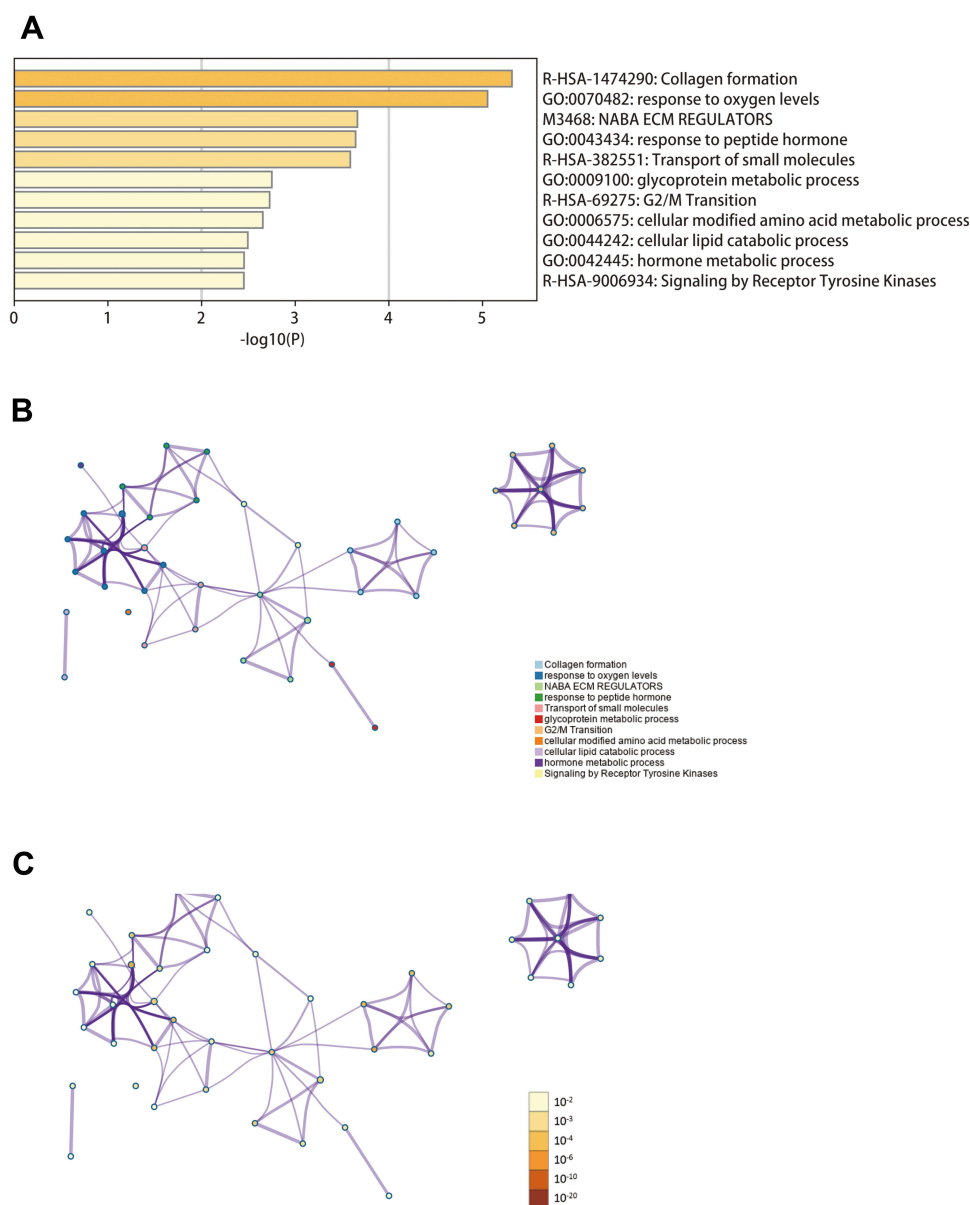 A
R-HSA-1474290: Collagen formation
GO:0070482: response to oxygen levels
M3468: NABA ECM REGULATORS
GO:0043434: response to peptide hormone
R-HSA-382551: Transport of small molecules
GO:0009100: glycoprotein metabolic process
R-HSA-69275: G2/M Transition
GO:0006575: cellular modified amino acid metabolic process
GO:0044242: cellular lipid catabolic process
GO:0042445: hormone metabolic process
R-HSA-9006934: Signaling by Receptor Tyrosine Kinases
0 1 2 3 4 5
-log10(P)
B
Collagen formation
response to oxygen levels
NABA ECM REGULATORS
response to peptide hormone
Transport of small molecules
glycoprotein metabolic process
G2/M Transition
cellular modified amino acid metabolic process
cellular lipid catabolic process
hormone metabolic process
Signaling by Receptor Tyrosine Kinases
C
10-2
10-3
10-4
10-6
10-10
10-20